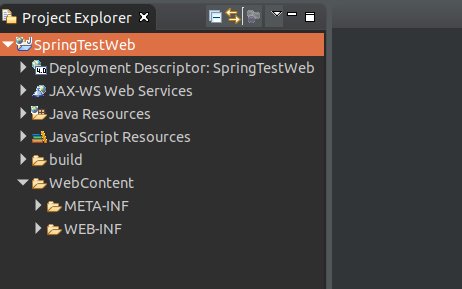 Project Explorer
SpringTestWeb
Deployment Descriptor: SpringTestWeb
JAX-WS Web Services
Java Resources
JavaScript Resources
build
WebContent
META-INF
WEB-INF